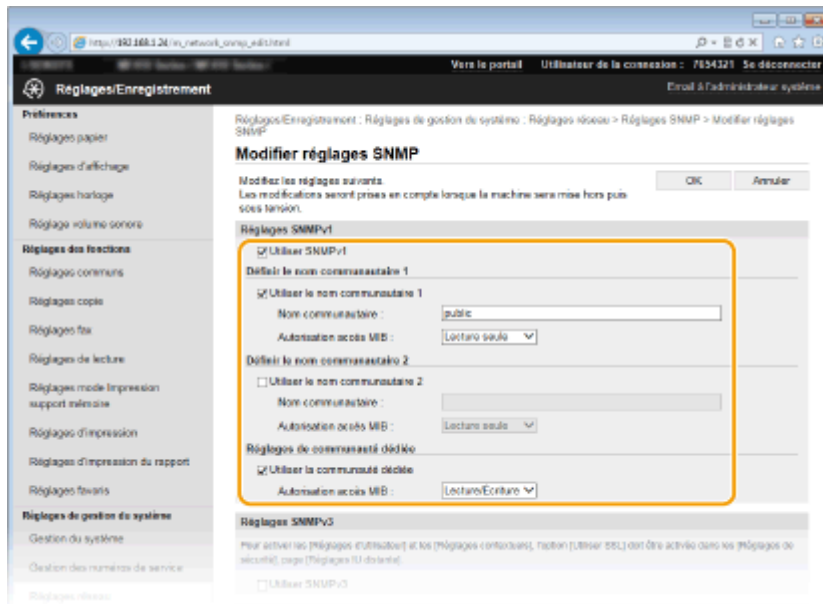 http://192.168.1.24/m_network_snmp_edit.html
Vers le portail Utilisateur de la connexion : 7654321 Se déconnecter
Réglages/Enregistrement
Email à l'administrateur système
Préférences
Réglages papier
Réglages d'affichage
Réglages horloge
Réglage volume sonore
Réglages des fonctions
Réglages communs
Réglages copie
Réglages fax
Réglages de lecture
Réglages mode Impression
support mémoire
Réglages d'impression
Réglages d'impression du rapport
Réglages favoris
Réglages de gestion du système
Gestion du système
Gestion des numéros de service
Réglages réseau
Réglages/Enregistrement : Réglages de gestion du système : Réglages réseau > Réglages SNMP > Modifier réglages
SNMP
Modifier réglages SNMP
Modifiez les réglages suivants.
Les modifications seront prises en compte lorsque la machine sera mise hors puis
sous tension.
OK Annuler
Réglages SNMPv1
Utiliser SNMPv1
Définir le nom communautaire 1
Utiliser le nom communautaire 1
Nom communautaire : public
Autorisation accès MIB : Lecture seule
Définir le nom communautaire 2
Utiliser le nom communautaire 2
Nom communautaire :
Autorisation accès MIB : Lecture seule
Réglages de communauté dédiée
Utiliser la communauté dédiée
Autorisation accès MIB : Lecture/Ecriture
Réglages SNMPv3
Pour activer les [Réglages d'utilisateur] et les [Réglages contextuels], l'option [Utiliser SSL] doit être activée dans les [Réglages de
sécurité], page [Réglages IU distante].
Utiliser SNMPv3